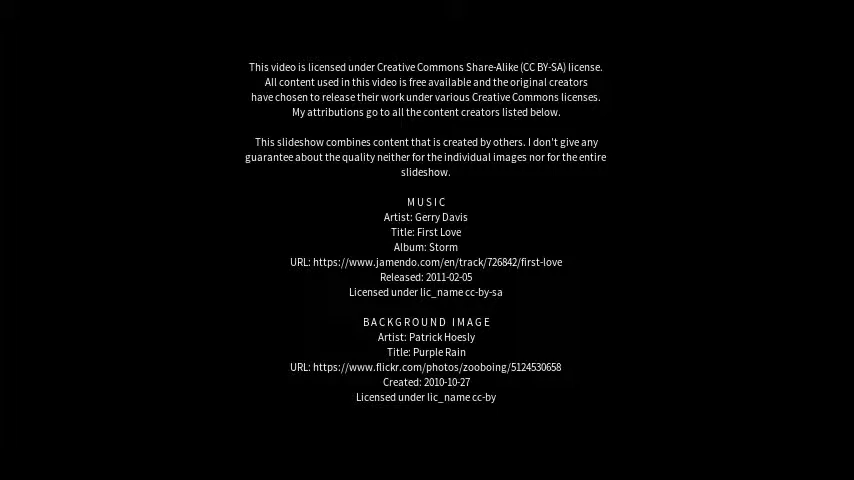 This video is licensed under Creative Commons Share-Alike (CC BY-SA) license.
All content used in this video is free available and the original creators
have chosen to release their work under various Creative Commons licenses.
My attributions go to all the content creators listed below.
This slideshow combines content that is created by others. I don't give any
guarantee about the quality neither for the individual images nor for the entire
slideshow.
M U S I C
Artist: Gerry Davis
Title: First Love
Album: Storm
URL: https://www.jamendo.com/en/track/726842/first-love
Released: 2011-02-05
Licensed under lic_name cc-by-sa
B A C K G R O U N D   I M A G E
Artist: Patrick Hoesly
Title: Purple Rain
URL: https://www.flickr.com/photos/zooboing/5124530658
Created: 2010-10-27
Licensed under lic_name cc-by